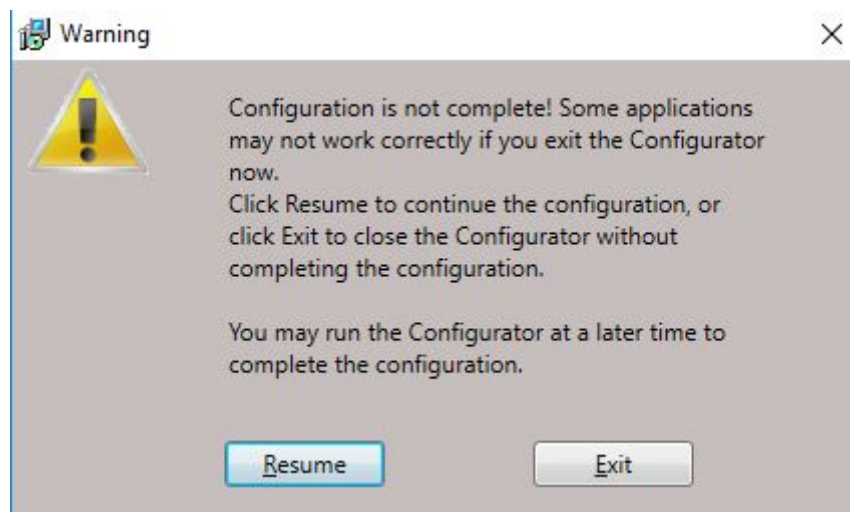 Warning
Configuration is not complete! Some applications
may not work correctly if you exit the Configurator
now.
Click Resume to continue the configuration, or
click Exit to close the Configurator without
completing the configuration.
You may run the Configurator at a later time to
complete the configuration.
Resume
Exit